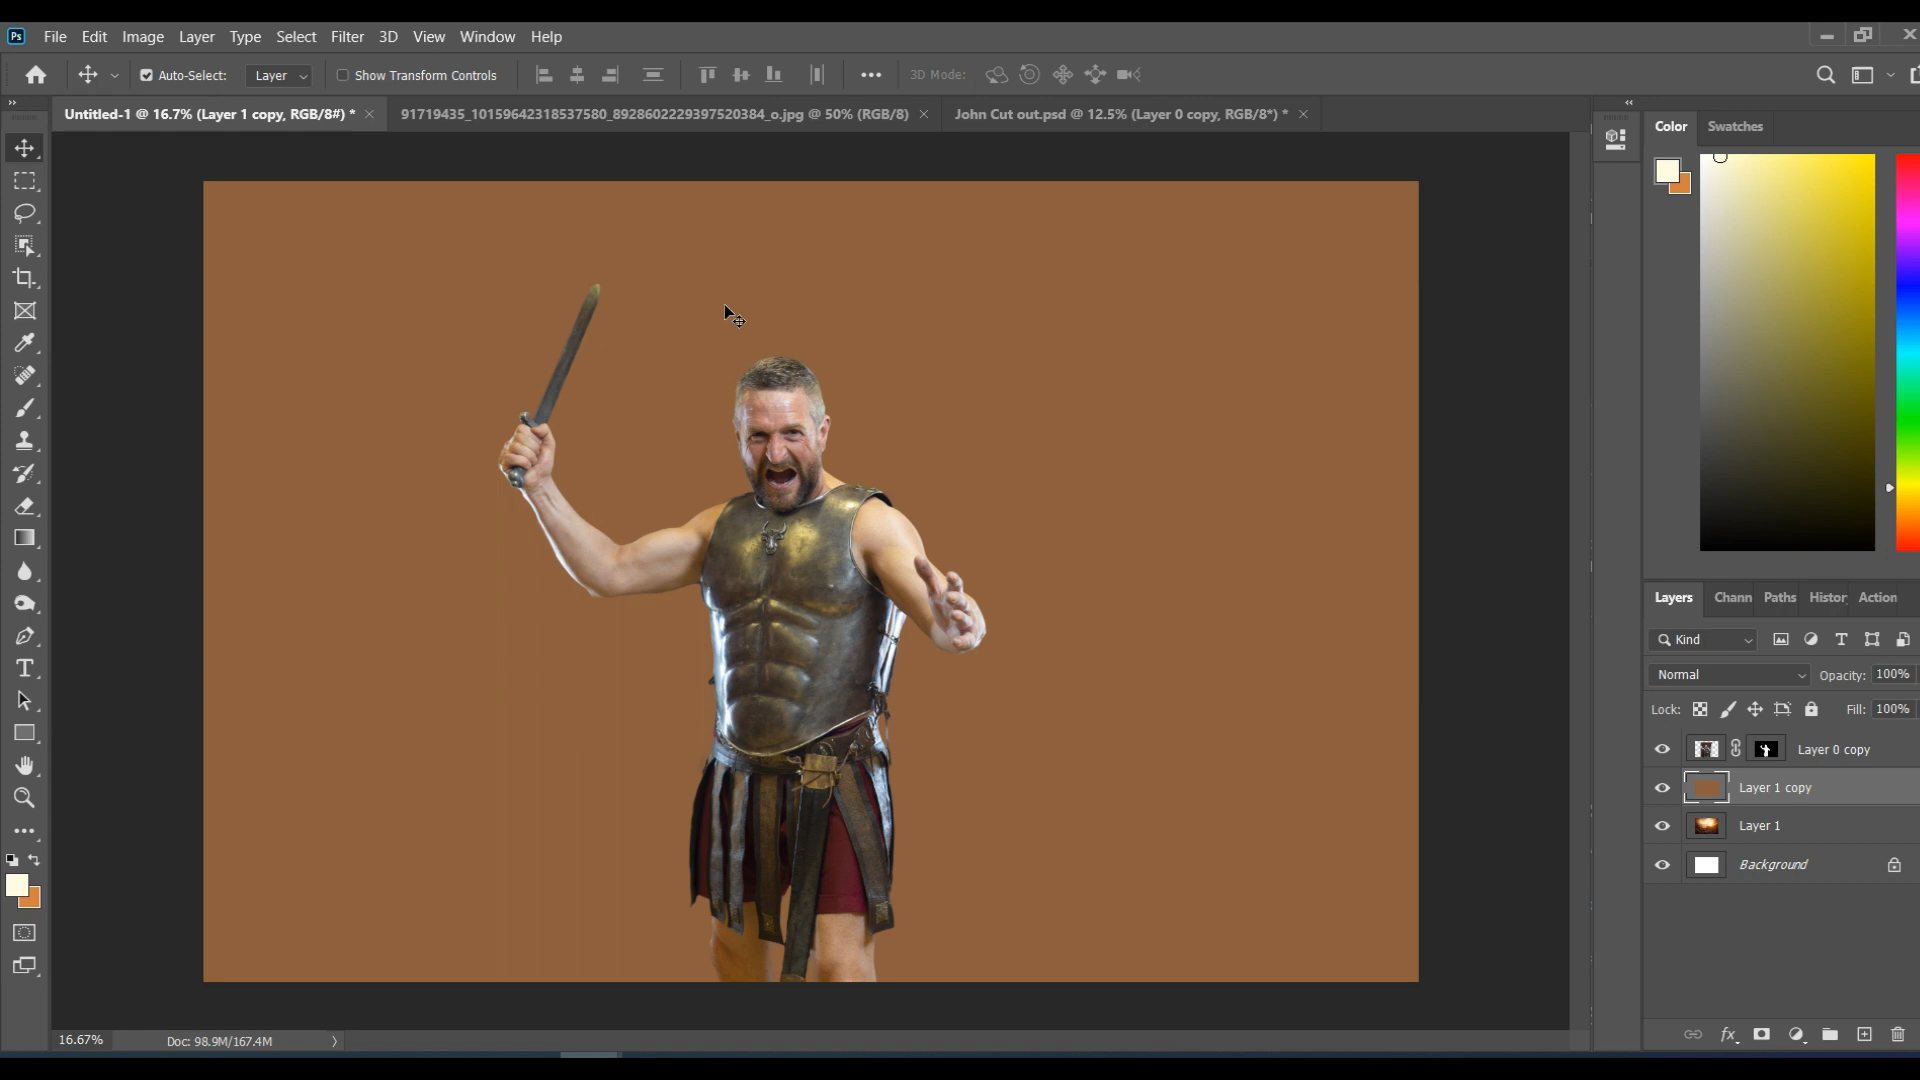 Ps File Edit Image Layer Type Select Filter 3D View Window Help
Auto-Select: Layer Show Transform Controls 3D Mode:
Untitled-1 @ 16.7% (Layer 1 copy, RGB/8#) * 91719435_10159642318537580_8928602229397520384_o.jpg @ 50% (RGB/8) John Cut out.psd @ 12.5% (Layer 0 copy, RGB/8*) *
Color Swatches
Layers Chann Paths Histor Action
Kind
Normal Opacity: 100%
Lock: Fill: 100%
Layer 0 copy
Layer 1 copy
Layer 1
Background
16.67% Doc: 98.9M/167.4M